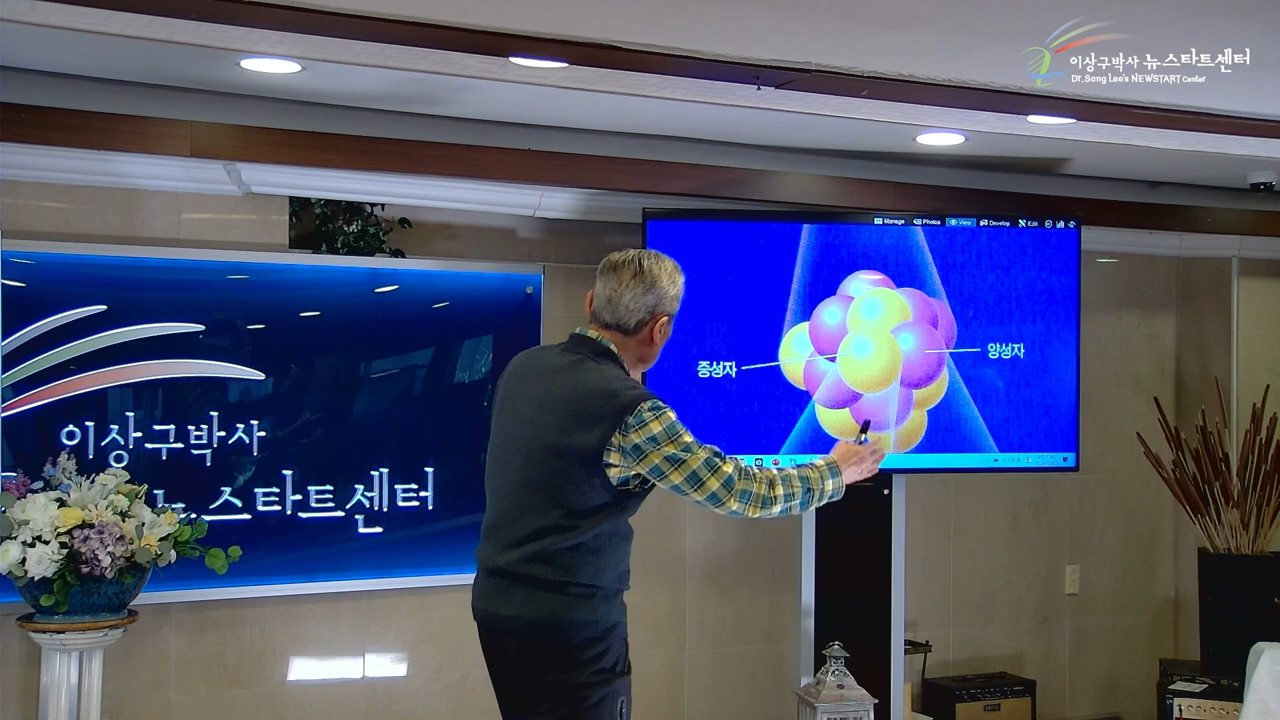 이상구박사 뉴스타트센터
Dr. Sang Lee's NEWSTART Center
Manage Photos View Develop Edit
중성자
양성자
이상구박사
뉴스타트센터